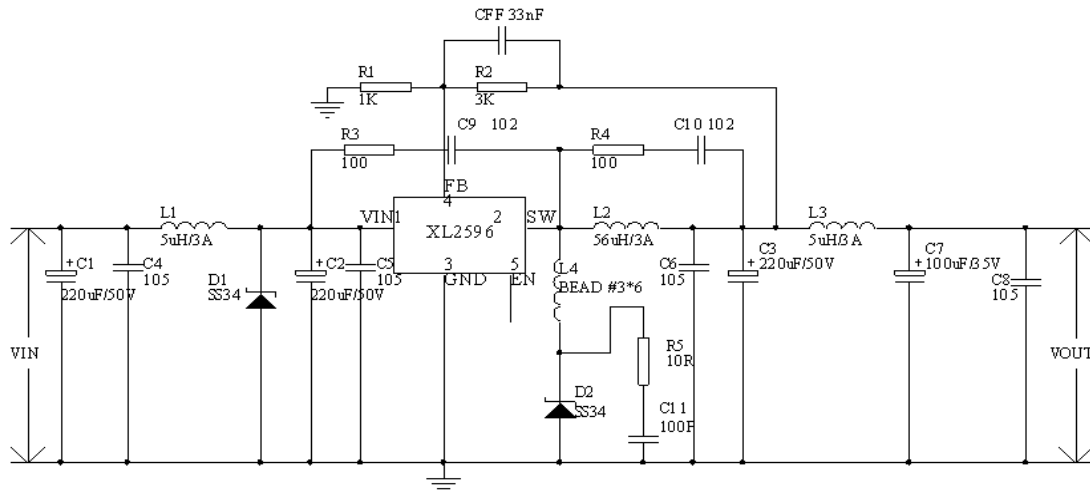 CFF 33nF
R1
R2
1K
3K
C9 102
C10 102
R3
R4
100
100
FB
4
L1
VIN1
2
SW
L2
L3
XL2596
5uH/3A
56uH/3A
5uH/3A
L4
C1
C4
105
220uF/50V
D1
SS34
C2
220uF/50V
C5
105
3
GND
5
EN
BEAD #3*6
C6
105
C3
220uF/50V
C7
100uF/35V
C8
105
VIN
R5
10R
VOUT
D2
SS34
C11
100P